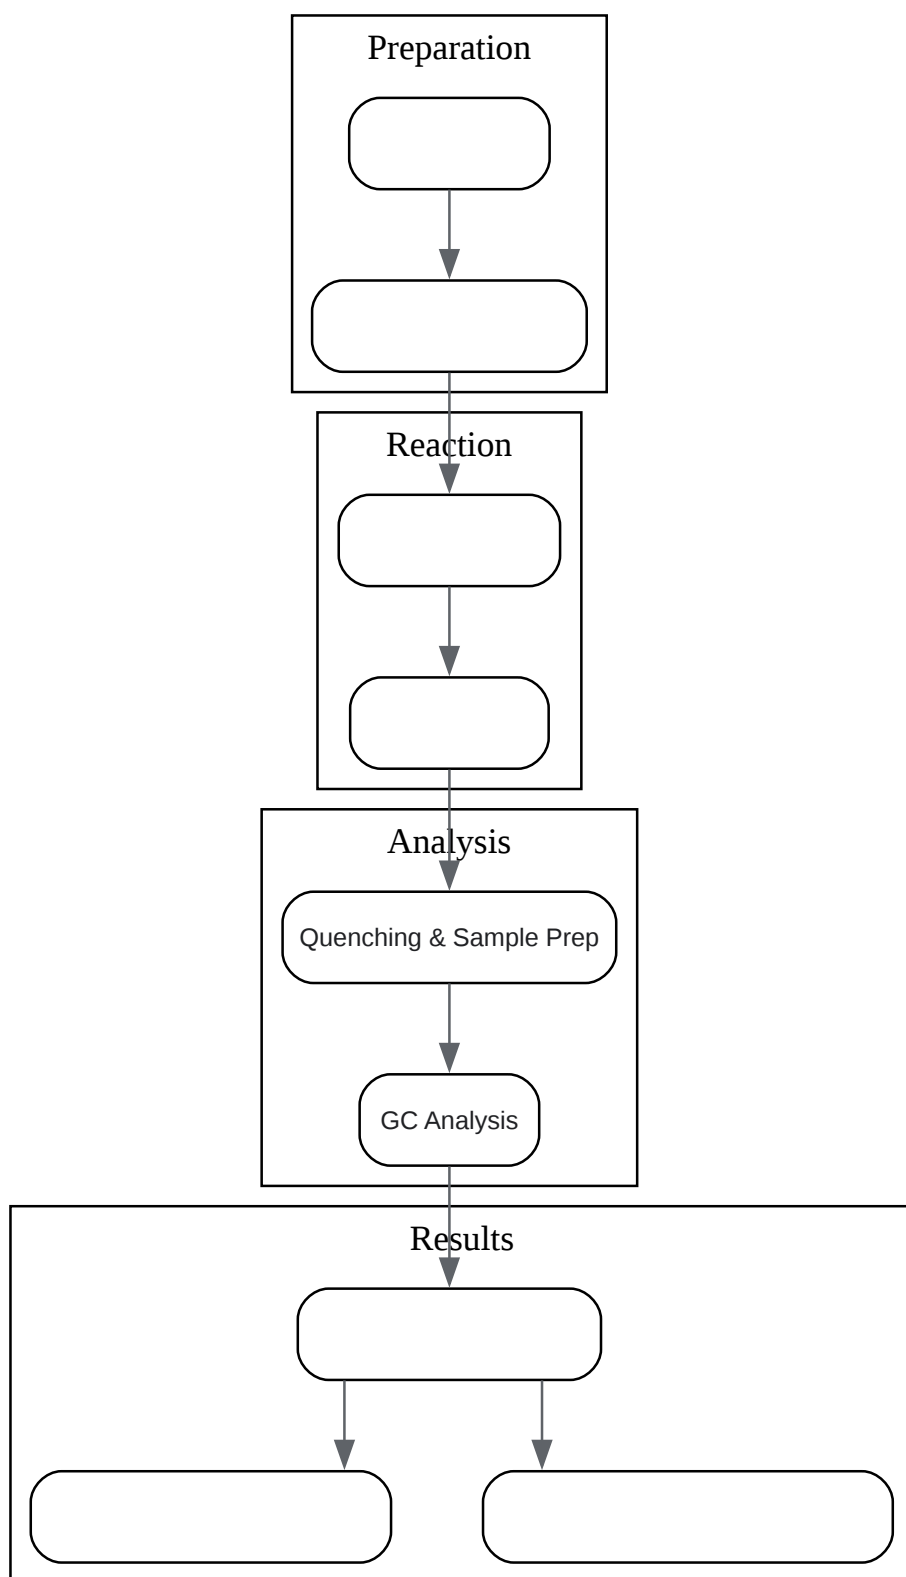 Preparation
Reaction
Analysis
Quenching & Sample Prep
GC Analysis
Results